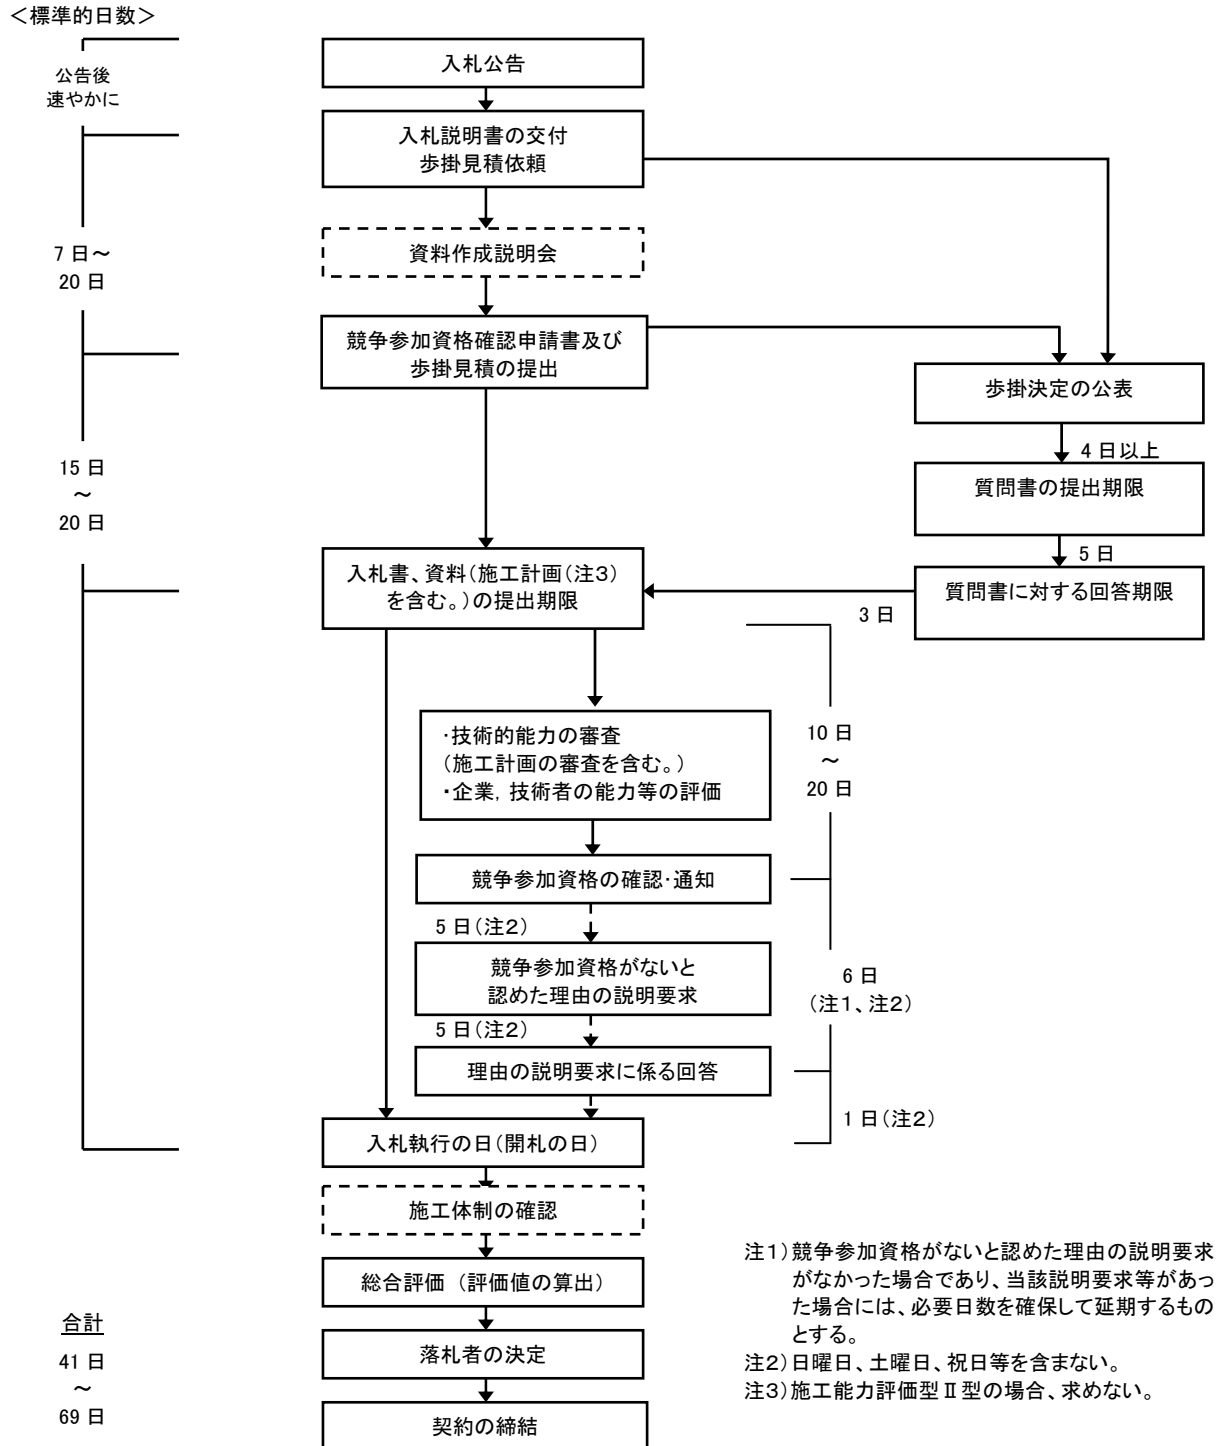 ＜標準的日数＞
公告後
速やかに
7 日～
20 日
15 日
～
20 日
合計
41 日
～
69 日
入札公告
入札説明書の交付
歩掛見積依頼
資料作成説明会
競争参加資格確認申請書及び
歩掛見積の提出
歩掛決定の公表
4 日以上
質問書の提出期限
5 日
質問書に対する回答期限
3 日
入札書、資料（施工計画（注３）
を含む。）の提出期限
・技術的能力の審査
（施工計画の審査を含む。）
・企業，技術者の能力等の評価
10 日
～
20 日
競争参加資格の確認・通知
5 日（注２）
競争参加資格がないと
認めた理由の説明要求
6 日
（注１、注２）
5 日（注２）
理由の説明要求に係る回答
1 日（注２）
入札執行の日（開札の日）
施工体制の確認
総合評価 （評価値の算出）
落札者の決定
契約の締結
注１）競争参加資格がないと認めた理由の説明要求
がなかった場合であり、当該説明要求等があっ
た場合には、必要日数を確保して延期するもの
とする。
注２）日曜日、土曜日、祝日等を含まない。
注３）施工能力評価型Ⅱ型の場合、求めない。